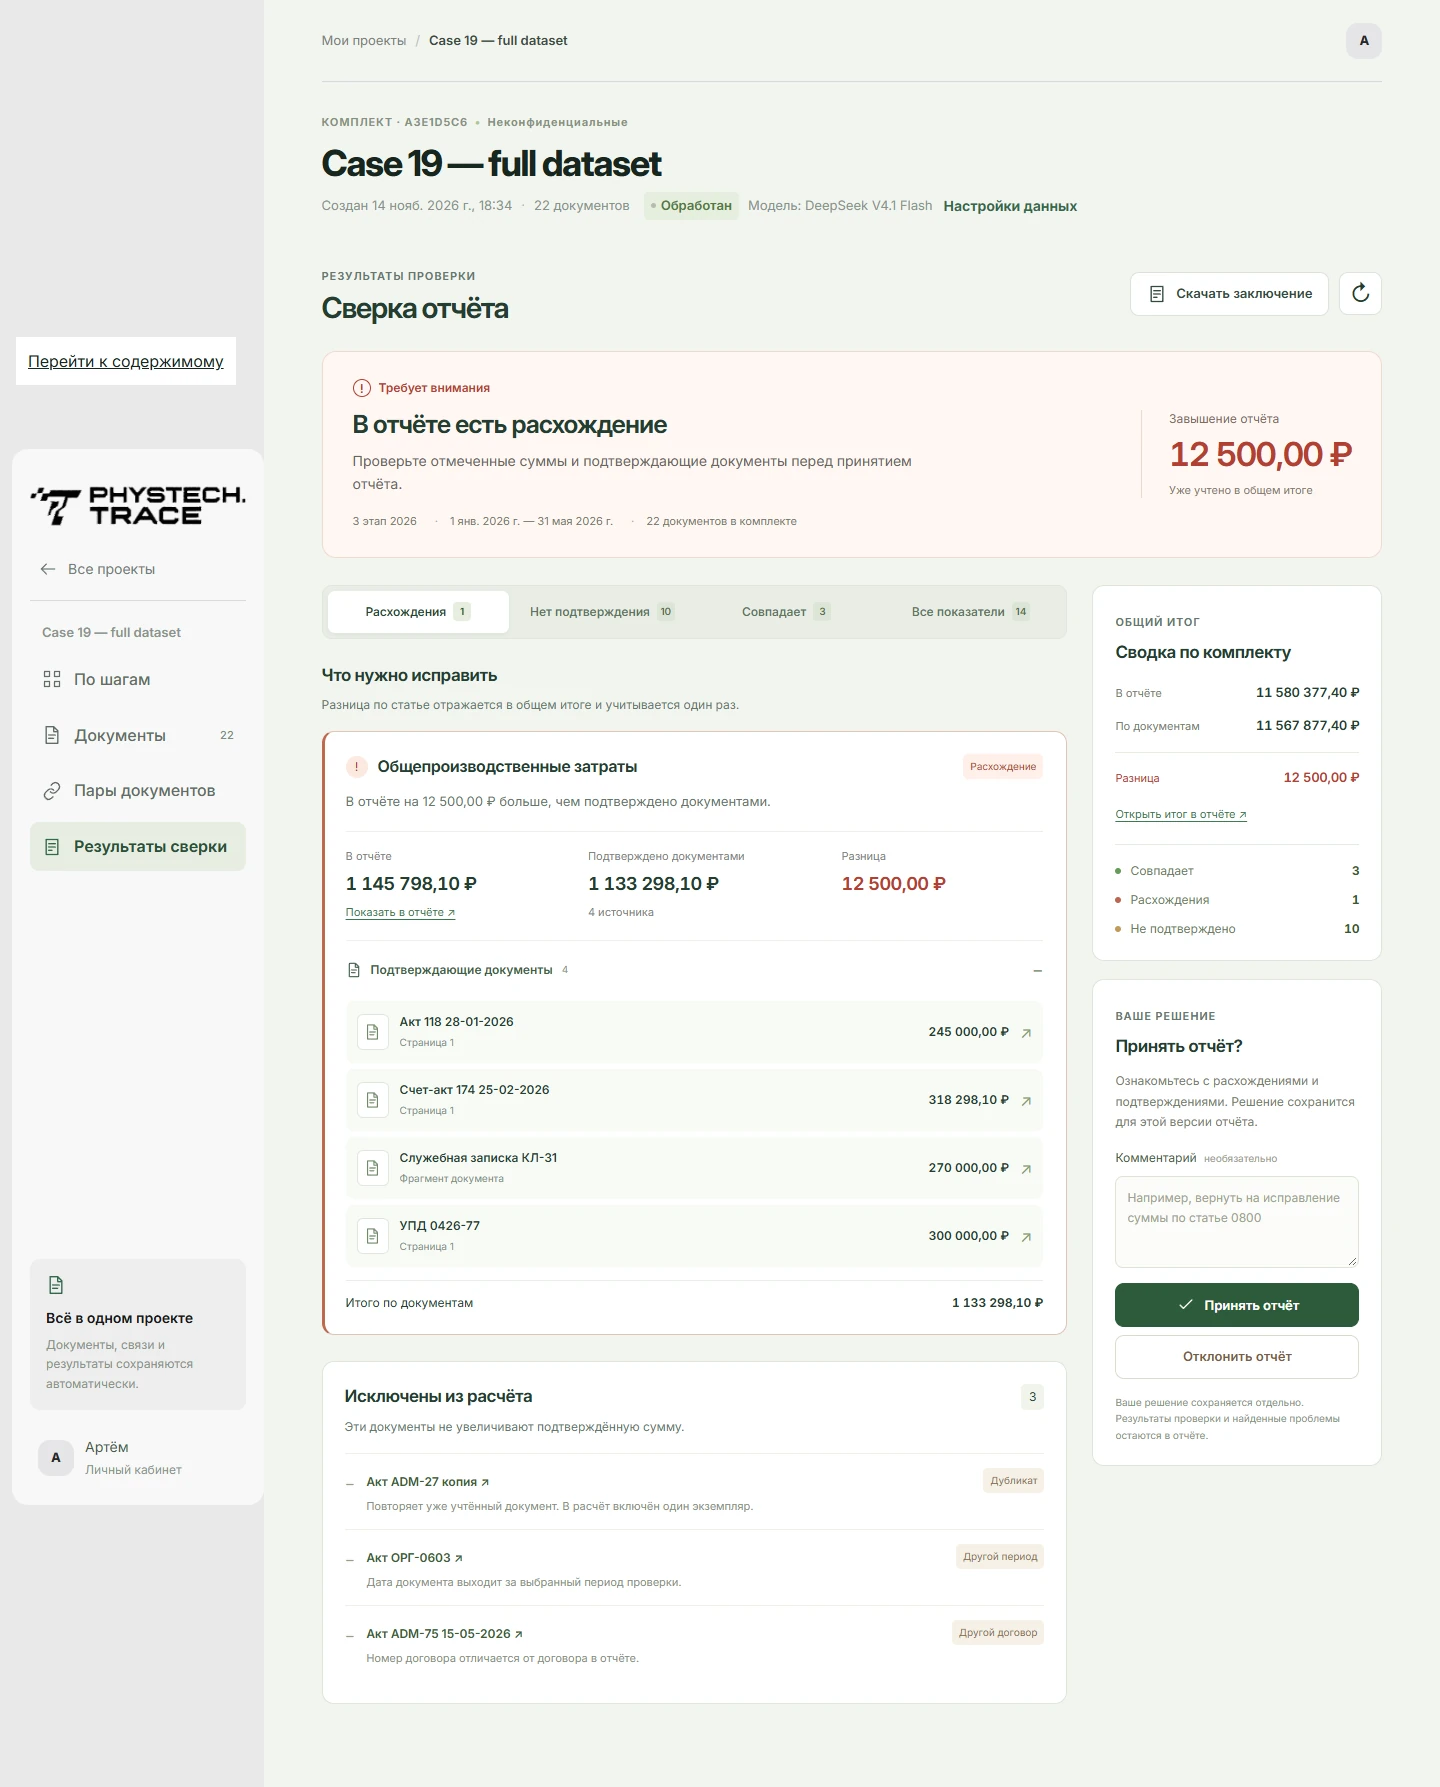 Мои проекты / Case 19 — full dataset
А
КОМПЛЕКТ · A3E1D5C6 • Неконфиденциальные
Case 19 — full dataset
Создан 14 нояб. 2026 г., 18:34 · 22 документов • Обработан Модель: DeepSeek V4.1 Flash Настройки данных
РЕЗУЛЬТАТЫ ПРОВЕРКИ
Сверка отчёта
Скачать заключение
Перейти к содержимому
! Требует внимания
В отчёте есть расхождение
Проверьте отмеченные суммы и подтверждающие документы перед принятием
отчёта.
3 этап 2026 · 1 янв. 2026 г. — 31 мая 2026 г. · 22 документов в комплекте
Завышение отчёта
12 500,00 ₽
Уже учтено в общем итоге
PHYSTECH.
TRACE
← Все проекты
Case 19 — full dataset
По шагам
Документы 22
Пары документов
Результаты сверки
Всё в одном проекте
Документы, связи и
результаты сохраняются
автоматически.
А
Артём
Личный кабинет
Расхождения 1
Нет подтверждения 10
Совпадает 3
Все показатели 14
Что нужно исправить
Разница по статье отражается в общем итоге и учитывается один раз.
! Общепроизводственные затраты
Расхождение
В отчёте на 12 500,00 ₽ больше, чем подтверждено документами.
В отчёте
1 145 798,10 ₽
Показать в отчёте ↗
Подтверждено документами
1 133 298,10 ₽
4 источника
Разница
12 500,00 ₽
Подтверждающие документы 4 –
Акт 118 28-01-2026
Страница 1
245 000,00 ₽ ↗
Счет-акт 174 25-02-2026
Страница 1
318 298,10 ₽ ↗
Служебная записка КЛ-31
Фрагмент документа
270 000,00 ₽ ↗
УПД 0426-77
Страница 1
300 000,00 ₽ ↗
Итого по документам 1 133 298,10 ₽
Исключены из расчёта 3
Эти документы не увеличивают подтверждённую сумму.
– Акт ADM-27 копия ↗ Дубликат
Повторяет уже учтённый документ. В расчёт включён один экземпляр.
– Акт ОРГ-0603 ↗ Другой период
Дата документа выходит за выбранный период проверки.
– Акт ADM-75 15-05-2026 ↗ Другой договор
Номер договора отличается от договора в отчёте.
ОБЩИЙ ИТОГ
Сводка по комплекту
В отчёте 11 580 377,40 ₽
По документам 11 567 877,40 ₽
Разница 12 500,00 ₽
Открыть итог в отчёте ↗
Совпадает 3
Расхождения 1
Не подтверждено 10
ВАШЕ РЕШЕНИЕ
Принять отчёт?
Ознакомьтесь с расхождениями и
подтверждениями. Решение сохранится
для этой версии отчёта.
Комментарий необязательно
Например, вернуть на исправление
суммы по статье 0800
Принять отчёт
Отклонить отчёт
Ваше решение сохраняется отдельно.
Результаты проверки и найденные проблемы
остаются в отчёте.